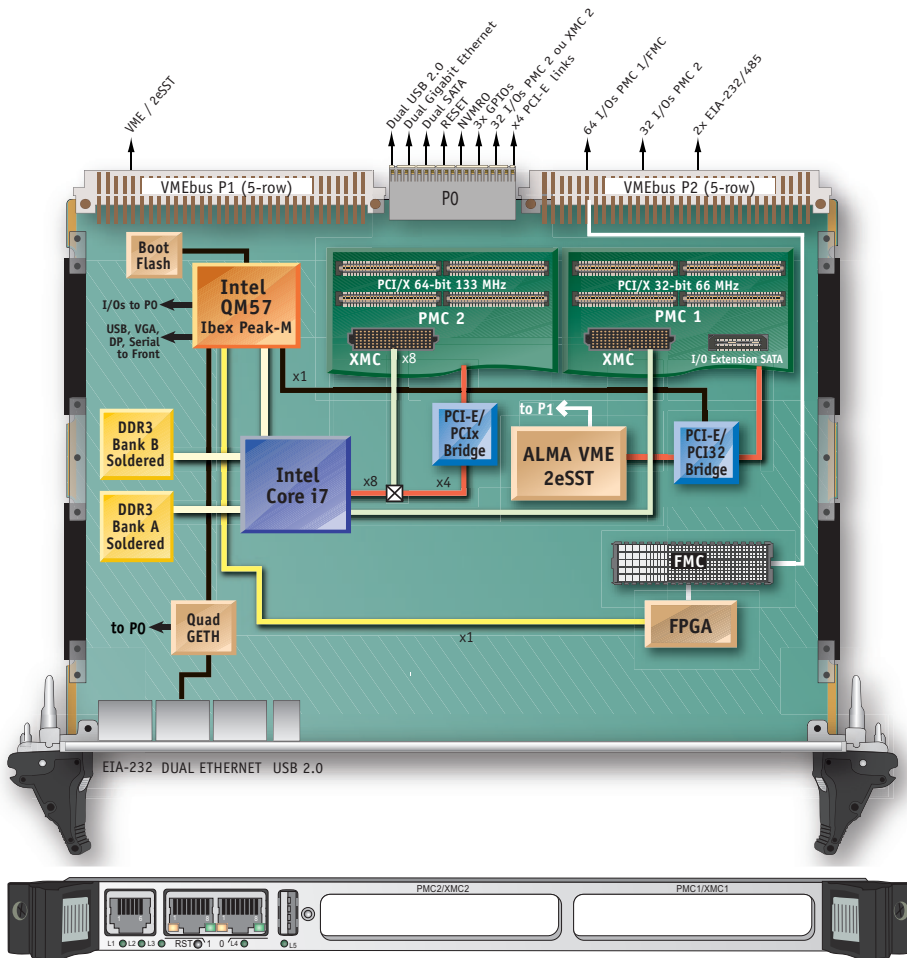 VME / 2eSST
Dual USB 2.0
Dual Gigabit Ethernet
Dual SATA
RESET
NVMRO
3x GPIOs
32 I/Os PMC 2 ou XMC 2
x4 PCI-E links
64 I/Os PMC 1/FMC
32 I/Os PMC 2
2x EIA-232/485
VMEbus P1 (5-row)
P0
VMEbus P2 (5-row)
Boot
Flash
Intel
QM57
Ibex Peak-M
I/Os to P0
USB, VGA,
DP, Serial
to Front
PCI/X 64-bit 133 MHz
PMC 2
XMC
x8
PCI/X 32-bit 66 MHz
PMC 1
XMC
I/O Extension SATA
x1
DDR3
Bank B
Soldered
DDR3
Bank A
Soldered
Intel
Core i7
x8
x4
PCI-E/
PCIx
Bridge
to P1
ALMA VME
2eSST
PCI-E/
PCI32
Bridge
FMC
FPGA
x1
to P0
Quad
GETH
EIA-232
DUAL ETHERNET
USB 2.0
PMC2/XMC2
PMC1/XMC1
1 8
1 8
1 8
L1
L2
L3
RST
1
0
L4
L5